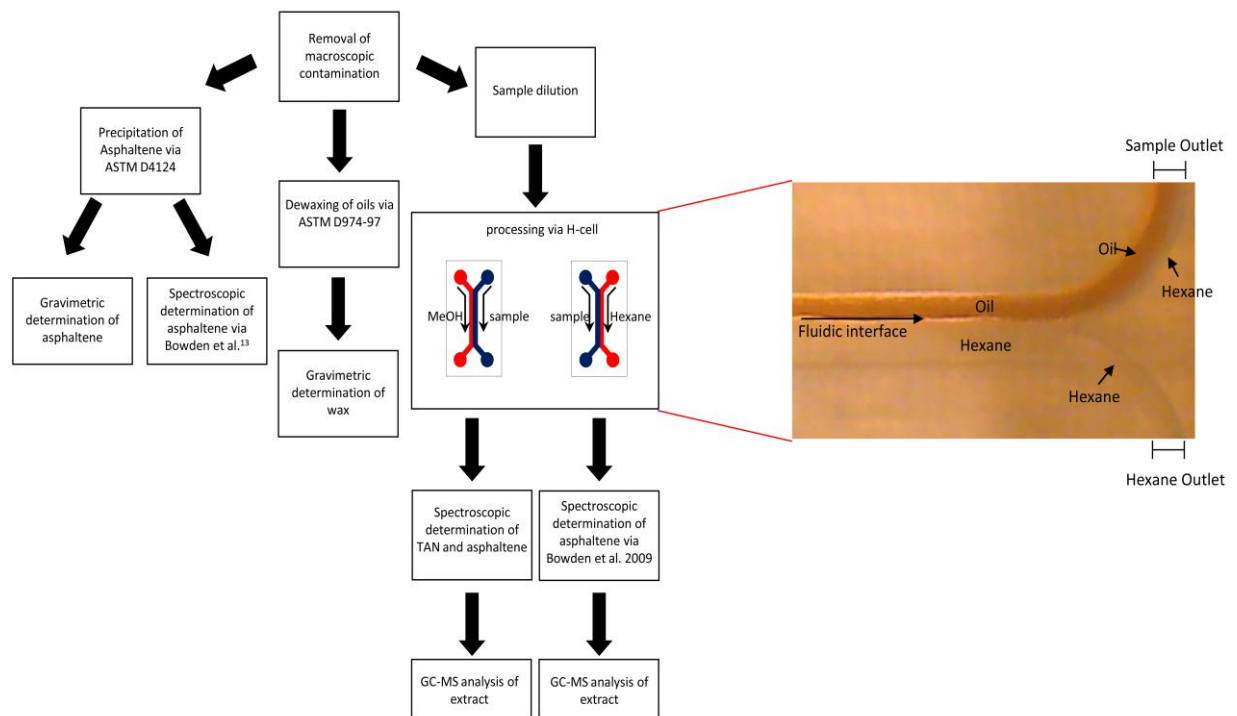 Removal of
macroscopic
contamination
Sample dilution
Precipitation of
Asphaltene via
ASTM D4124
Dewaxing of oils via
ASTM D974-97
Gravimetric
determination of
asphaltene
Spectroscopic
determination of
asphaltene via
Bowden et al.¹³
Gravimetric
determination of
wax
processing via H-cell
MeOH
sample
sample
Hexane
Spectroscopic
determination of
TAN and asphaltene
Spectroscopic
determination of
asphaltene via
Bowden et al. 2009
GC-MS analysis of
extract
GC-MS analysis of
extract
Sample Outlet
Oil
Hexane
Oil
Fluidic interface
Hexane
Hexane
Hexane Outlet